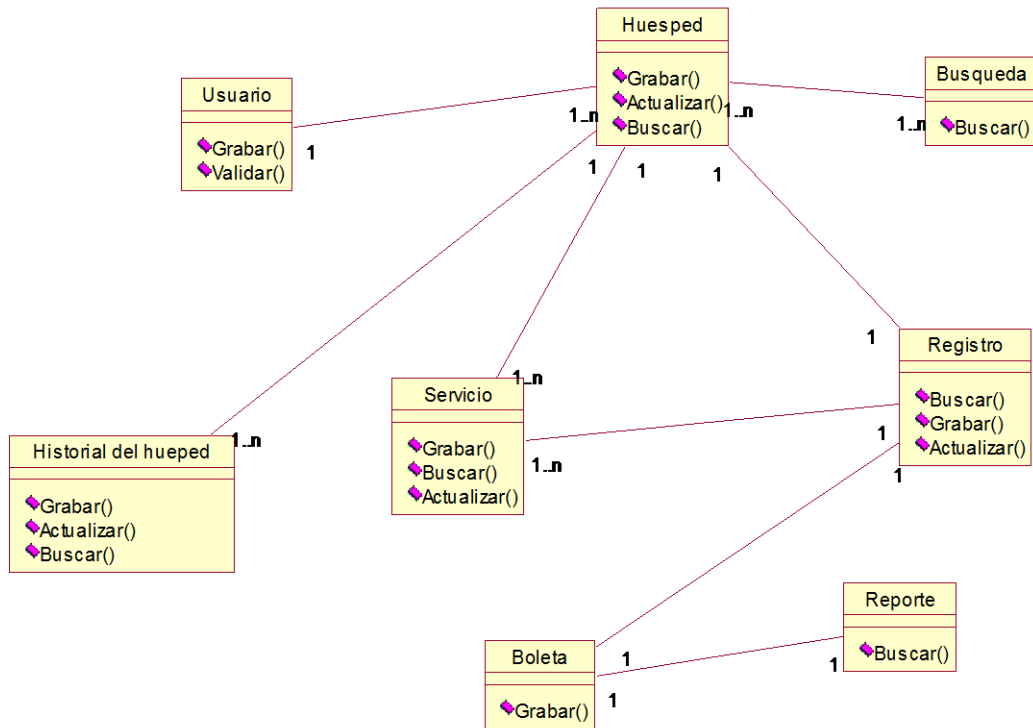 Huesped
Grabar()
Actualizar()
Buscar()
1..n
1..n
1
1
1
Usuario
Grabar()
Validar()
1
Busqueda
Buscar()
1..n
Registro
Buscar()
Grabar()
Actualizar()
1
1
1
Servicio
Grabar()
Buscar()
Actualizar()
1..n
1..n
Historial del hueped
Grabar()
Actualizar()
Buscar()
1..n
Reporte
Buscar()
1
Boleta
Grabar()
1
1